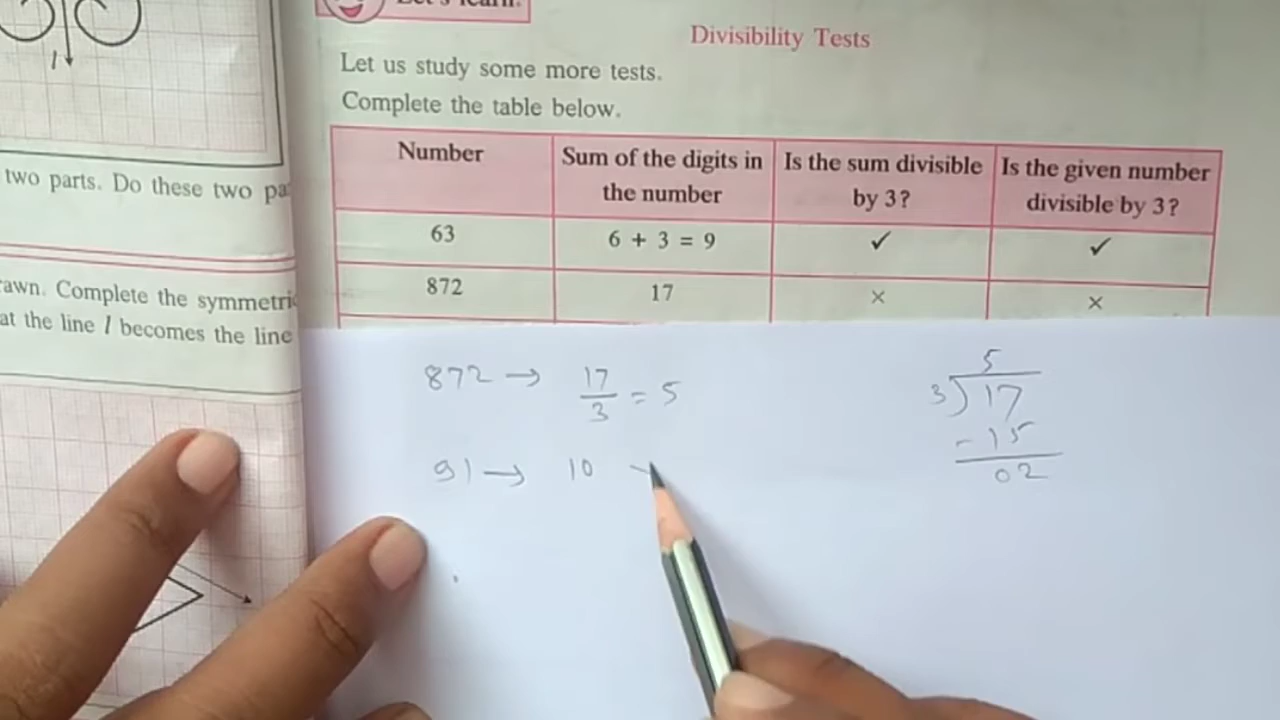 Let's learn.
Divisibility Tests
Let us study some more tests.
Complete the table below.
Number
Sum of the digits in the number
Is the sum divisible by 3?
Is the given number divisible by 3?
63 6 + 3 = 9 ✓ ✓
872 17 × ×
l
two parts. Do these two
awn. Complete the
at the line l becomes the line
872 → 17/3 = 5
91 → 10
5
3)17
-15
02